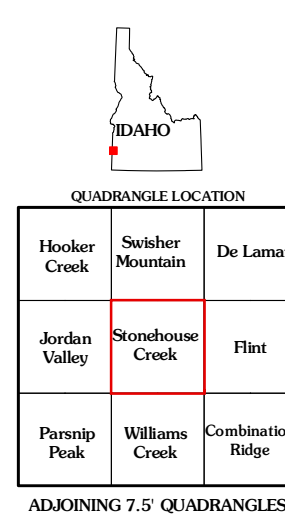 IDAHO
QUADRANGLE LOCATION
Hooker
Creek
Swisher
Mountain
De Lamar
Jordan
Valley
Stonehouse
Creek
Flint
Parsnip
Peak
Williams
Creek
Combinatio
Ridge
ADJOINING 7.5' QUADRANGLES